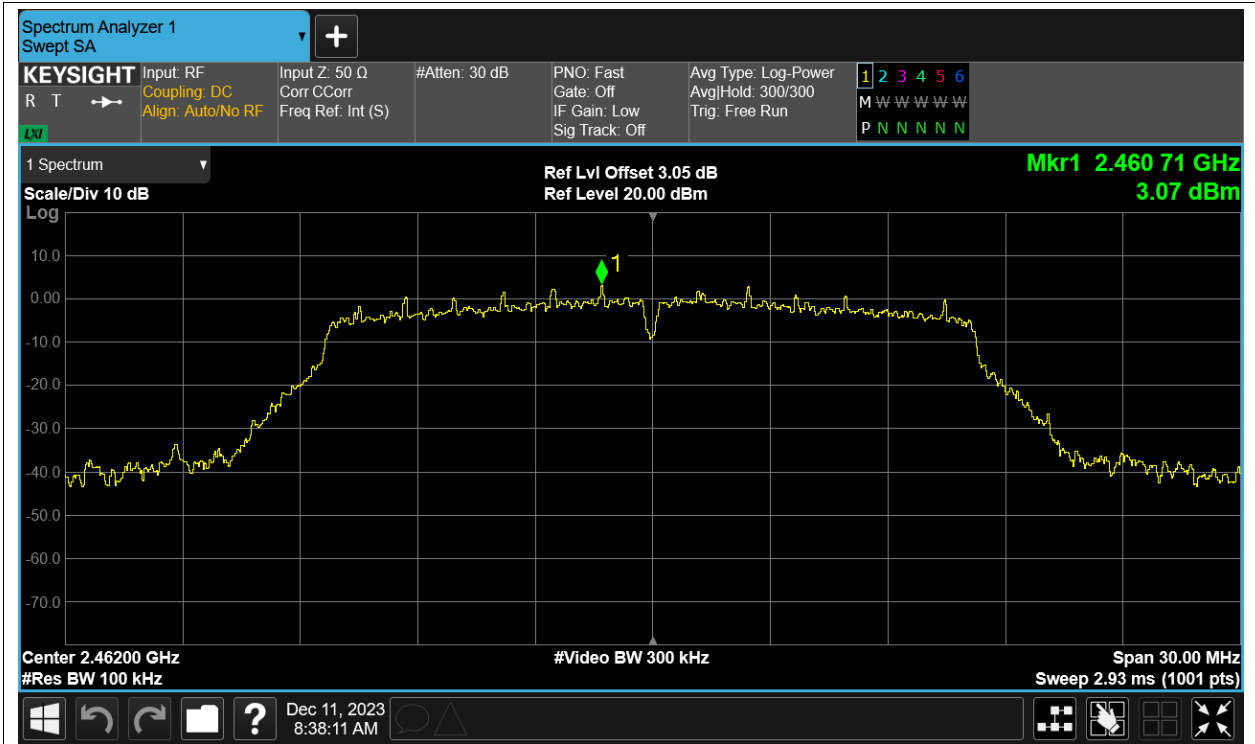 Spectrum Analyzer 1
Swept SA
+
KEYSIGHT
R T
LXI
Input: RF
Coupling: DC
Align: Auto/No RF
Input Z: 50 Ω
Corr CCorr
Freq Ref: Int (S)
#Atten: 30 dB
PNO: Fast
Gate: Off
IF Gain: Low
Sig Track: Off
Avg Type: Log-Power
Avg|Hold: 300/300
Trig: Free Run
1 2 3 4 5 6
M W W W W W
P N N N N N
1 Spectrum
Scale/Div 10 dB
Log
Ref Lvl Offset 3.05 dB
Ref Level 20.00 dBm
Mkr1 2.460 71 GHz
3.07 dBm
1
10.0
0.00
-10.0
-20.0
-30.0
-40.0
-50.0
-60.0
-70.0
Center 2.46200 GHz
#Res BW 100 kHz
#Video BW 300 kHz
Span 30.00 MHz
Sweep 2.93 ms (1001 pts)
?
Dec 11, 2023
8:38:11 AM